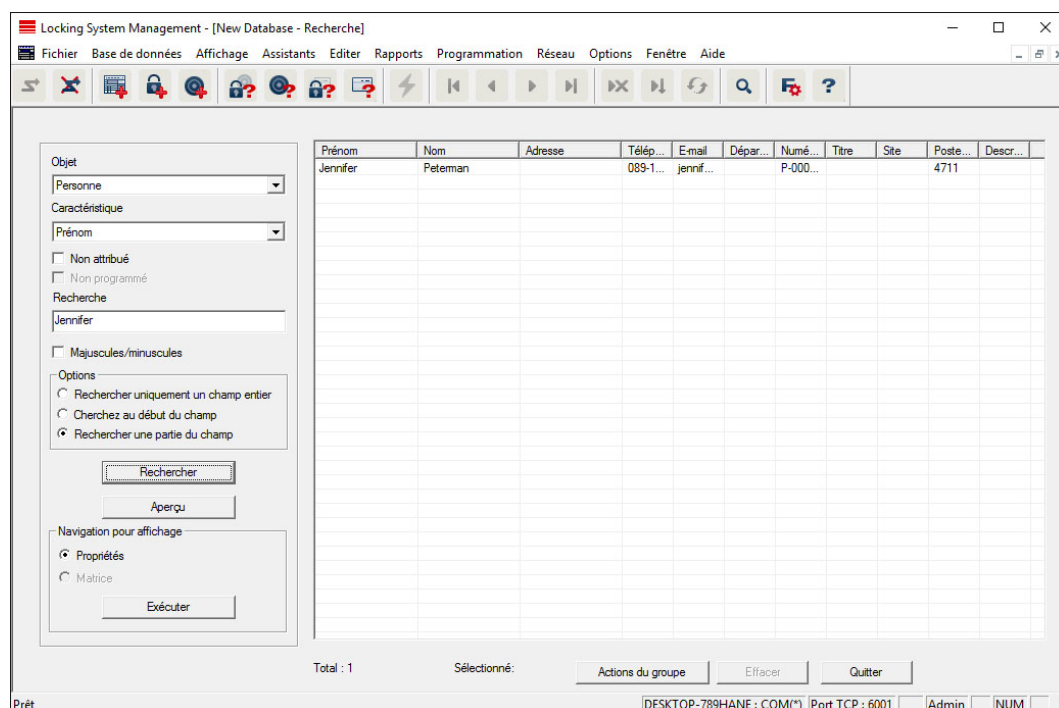 Locking System Management - [New Database - Recherche]
Fichier Base de données Affichage Assistants Editer Rapports Programmation Réseau Options Fenêtre Aide
Objet
Personne
Caractéristique
Prénom
Non attribué
Non programmé
Recherche
Jennifer
Majuscules/minuscules
Options
Rechercher uniquement un champ entier
Cherchez au début du champ
Rechercher une partie du champ
Rechercher
Aperçu
Navigation pour affichage
Propriétés
Matrice
Exécuter
Prénom Nom Adresse Télép... E-mail Dépar... Numé... Titre Site Poste... Descr...
Jennifer Peterman 089-1... jennif... P-000... 4711
Total : 1 Sélectionné: Actions du groupe Effacer Quitter
Prêt DESKTOP-789HANE : COM(*) Port TCP : 6001 Admin NUM